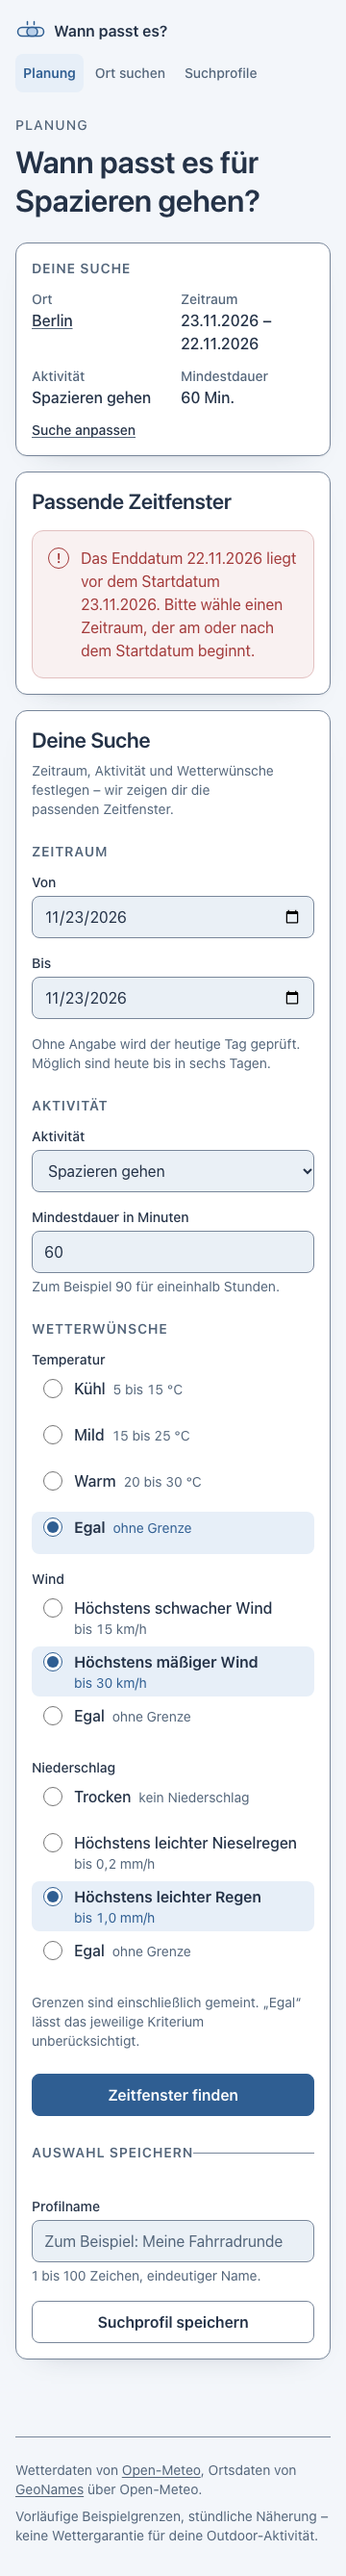 Wann passt es?
Planung Ort suchen Suchprofile
PLANUNG
Wann passt es für
Spazieren gehen?
DEINE SUCHE
Ort
Berlin
Zeitraum
23.11.2026 –
22.11.2026
Aktivität
Spazieren gehen
Mindestdauer
60 Min.
Suche anpassen
Passende Zeitfenster
Das Enddatum 22.11.2026 liegt
vor dem Startdatum
23.11.2026. Bitte wähle einen
Zeitraum, der am oder nach
dem Startdatum beginnt.
Deine Suche
Zeitraum, Aktivität und Wetterwünsche
festlegen – wir zeigen dir die
passenden Zeitfenster.
ZEITRAUM
Von
11/23/2026
Bis
11/23/2026
Ohne Angabe wird der heutige Tag geprüft.
Möglich sind heute bis in sechs Tagen.
AKTIVITÄT
Aktivität
Spazieren gehen
Mindestdauer in Minuten
60
Zum Beispiel 90 für eineinhalb Stunden.
WETTERWÜNSCHE
Temperatur
Kühl 5 bis 15 °C
Mild 15 bis 25 °C
Warm 20 bis 30 °C
Egal ohne Grenze
Wind
Höchstens schwacher Wind
bis 15 km/h
Höchstens mäßiger Wind
bis 30 km/h
Egal ohne Grenze
Niederschlag
Trocken kein Niederschlag
Höchstens leichter Nieselregen
bis 0,2 mm/h
Höchstens leichter Regen
bis 1,0 mm/h
Egal ohne Grenze
Grenzen sind einschließlich gemeint. „Egal“
lässt das jeweilige Kriterium
unberücksichtigt.
Zeitfenster finden
AUSWAHL SPEICHERN
Profilname
Zum Beispiel: Meine Fahrradrunde
1 bis 100 Zeichen, eindeutiger Name.
Suchprofil speichern
Wetterdaten von Open-Meteo, Ortsdaten von
GeoNames über Open-Meteo.
Vorläufige Beispielgrenzen, stündliche Näherung –
keine Wettergarantie für deine Outdoor-Aktivität.